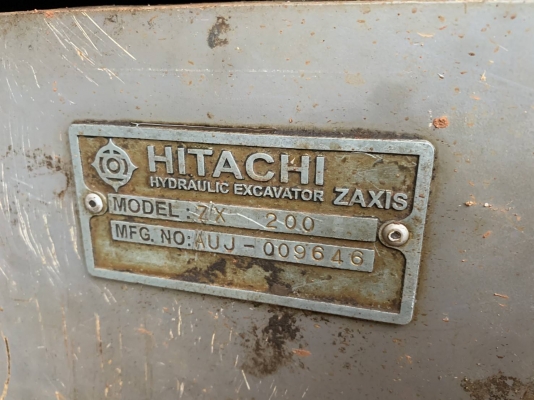 HITACHI
HYDRAULIC EXCAVATOR ZAXIS
MODEL: ZX 200
MFG. NO: AUJ-009646